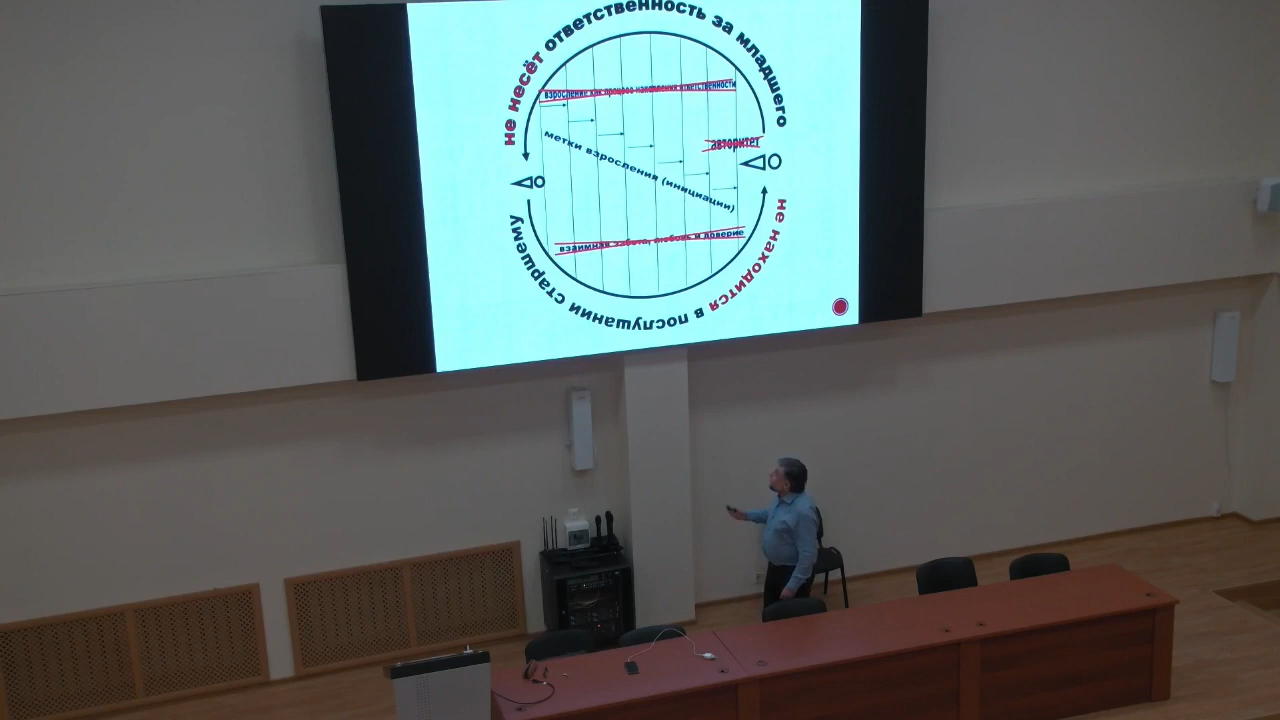 не несёт ответственность за младшего
взросление как процесс накопления ответственности
авторитет
метки взросления (инициации)
взаимная забота, любовь и доверие
не находится в послушании старшему